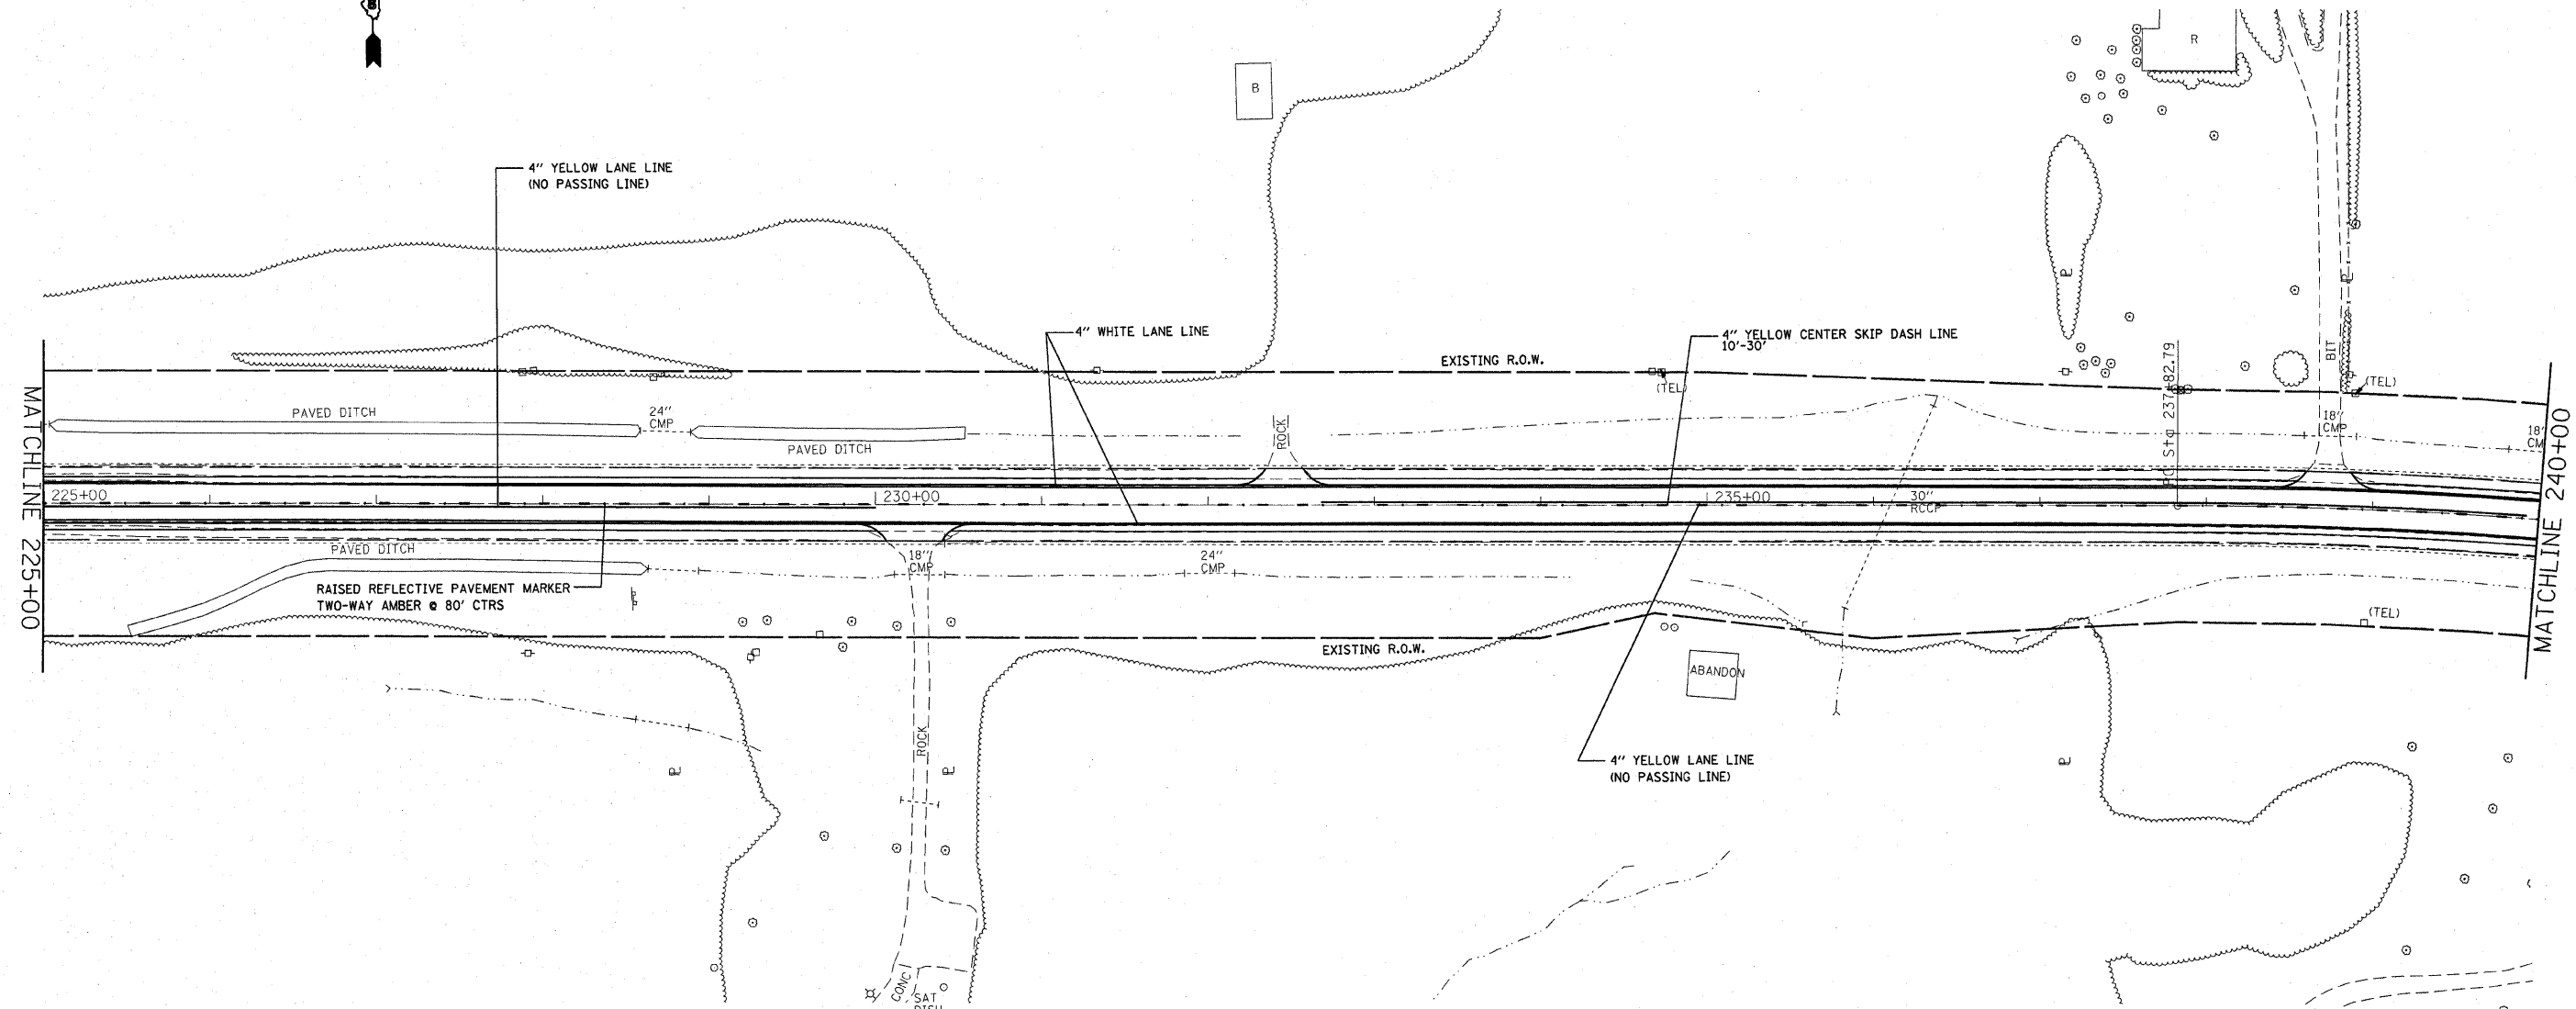 R
B
4" YELLOW LANE LINE
(NO PASSING LINE)
4" WHITE LANE LINE
4" YELLOW CENTER SKIP DASH LINE
10'-30'
EXISTING R.O.W.
(TEL)
BIT
(TEL)
PAVED DITCH
24"
CMP
PAVED DITCH
ROCK
18"
CMP
18"
CM
MATCHLINE 225+00
225+00
230+00
235+00
30"
RCCP
MATCHLINE 240+00
PAVED DITCH
18"
CMP
24"
CMP
RAISED REFLECTIVE PAVEMENT MARKER
TWO-WAY AMBER @ 80' CTRS
EXISTING R.O.W.
(TEL)
ABANDON
ROCK
4" YELLOW LANE LINE
(NO PASSING LINE)
CONC
SAT
DISH